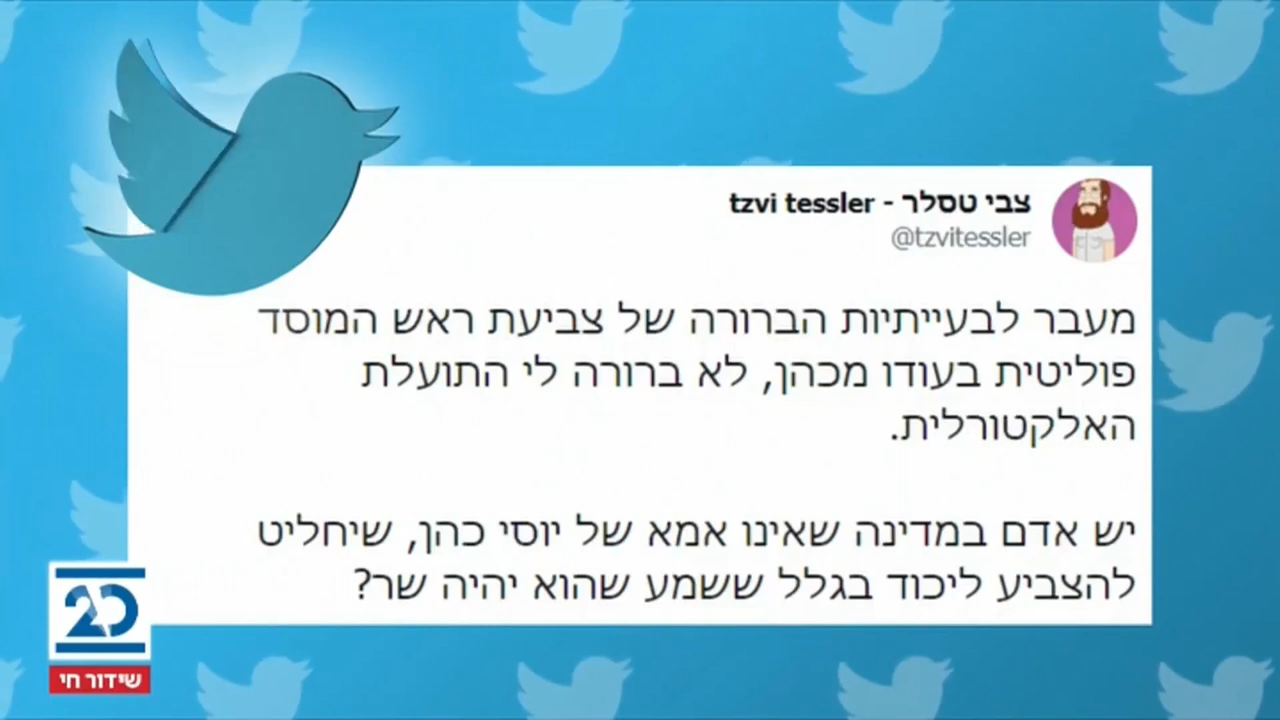 צבי טסלר - tzvi tessler
@tzvitessler
מעבר לבעייתיות הברורה של צביעת ראש המוסד
פוליטית בעודו מכהן, לא ברורה לי התועלת
האלקטורלית.
יש אדם במדינה שאינו אמא של יוסי כהן, שיחליט
להצביע ליכוד בגלל ששמע שהוא יהיה שר?
20
שידור חי